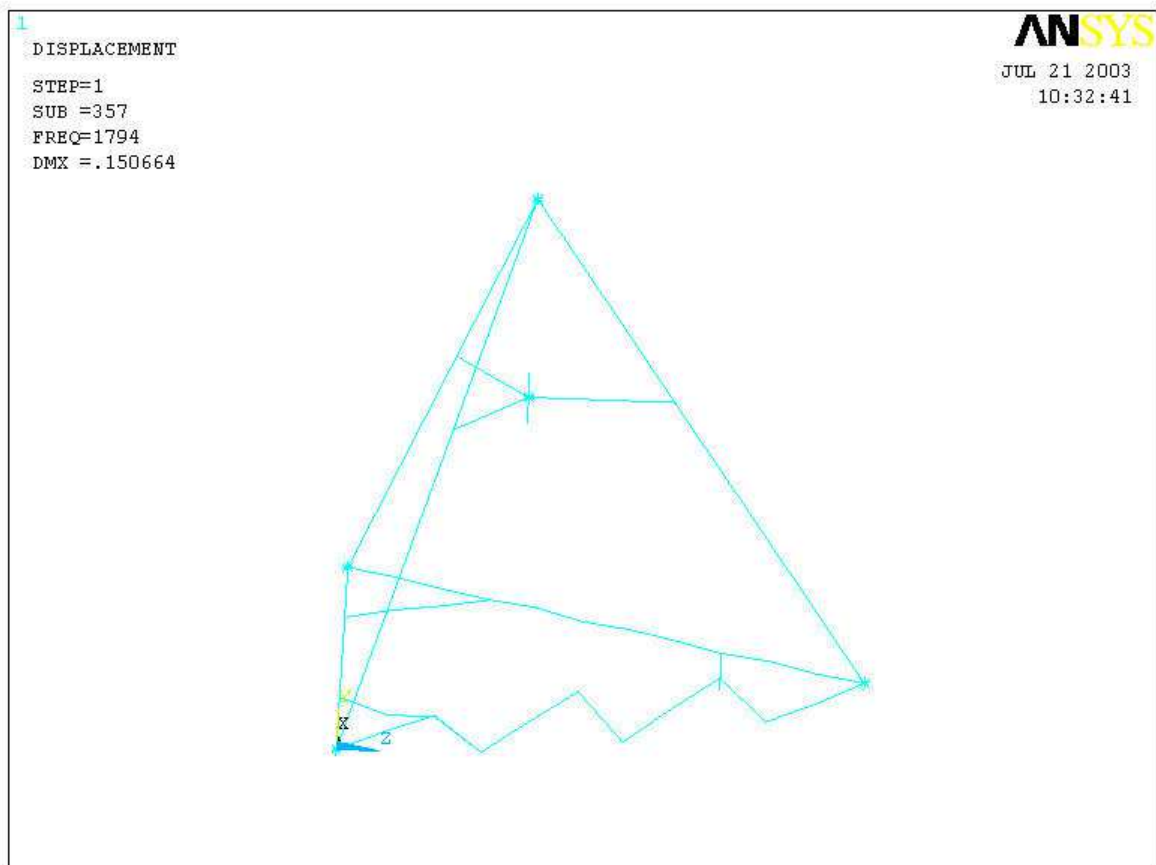 1
DISPLACEMENT
STEP=1
SUB =357
FREQ=1794
DMX =.150664
ANSYS
JUL 21 2003
10:32:41
Y
X
Z